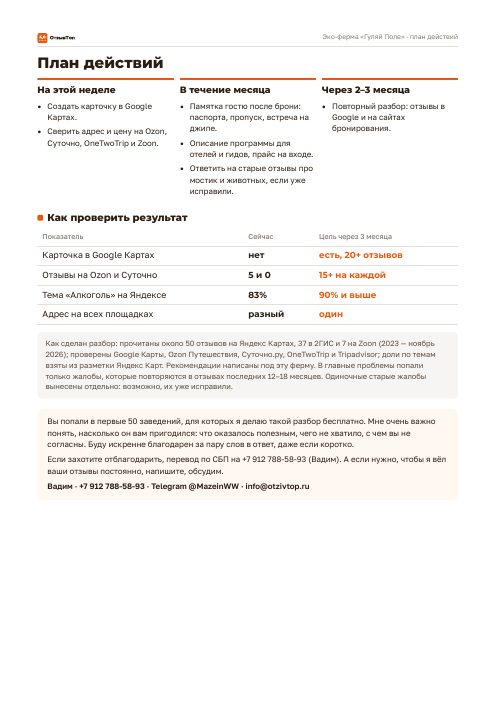 ОтзывТоп
Эко-ферма «Гуляй Поле» · план действий
План действий
На этой неделе
• Создать карточку в Google
Картах.
• Сверить адрес и цену на Ozon,
Суточно, OneTwoTrip и Zoon.
В течение месяца
• Памятка гостю после брони:
паспорта, пропуск, встреча на
джипе.
• Описание программы для
отелей и гидов, прайс на входе.
• Ответить на старые отзывы про
мостик и животных, если уже
исправили.
Через 2–3 месяца
• Повторный разбор: отзывы в
Google и на сайтах
бронирования.
Как проверить результат
Показатель Сейчас Цель через 3 месяца
Карточка в Google Картах нет есть, 20+ отзывов
Отзывы на Ozon и Суточно 5 и 0 15+ на каждой
Тема «Алкоголь» на Яндексе 83% 90% и выше
Адрес на всех площадках разный один
Как сделан разбор: прочитаны около 50 отзывов на Яндекс Картах, 37 в 2ГИС и 7 на Zoon (2023 — ноябрь
2026); проверены Google Карты, Ozon Путешествия, Суточно.ру, OneTwoTrip и Tripadvisor; доли по темам
взяты из разметки Яндекс Карт. Рекомендации написаны под эту ферму. В главные проблемы попали
только жалобы, которые повторяются в отзывах последних 12–18 месяцев. Одиночные старые жалобы
вынесены отдельно: возможно, их уже исправили.
Вы попали в первые 50 заведений, для которых я делаю такой разбор бесплатно. Мне очень важно
понять, насколько он вам пригодился: что оказалось полезным, чего не хватило, с чем вы не
согласны. Буду искренне благодарен за пару слов в ответ, даже если коротко.
Если захотите отблагодарить, перевод по СБП на +7 912 788-58-93 (Вадим). А если нужно, чтобы я вёл
ваши отзывы постоянно, напишите, обсудим.
Вадим · +7 912 788-58-93 · Telegram @MazeinWW · info@otzivtop.ru